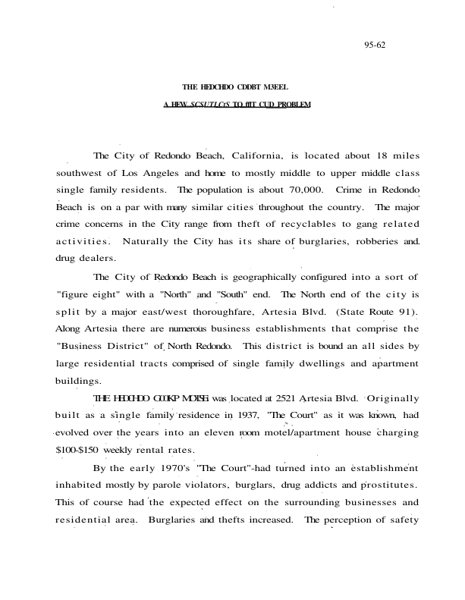 95-62
THE HEDCHDO CDDBT M3EEL
A HEW SCSUTLCrS TO fflT CUD PROBLEM
The City of Redondo Beach, California, is located about 18 miles
southwest of Los Angeles and home to mostly middle to upper middle class
single family residents. The population is about 70,000. Crime in Redondo
Beach is on a par with many similar cities throughout the country. The major
crime concerns in the City range from theft of recyclables to gang related
activities. Naturally the City has its share of burglaries, robberies and.
drug dealers.
The City of Redondo Beach is geographically configured into a sort of
"figure eight" with a "North" and "South" end. The North end of the city is
split by a major east/west thoroughfare, Artesia Blvd. (State Route 91).
Along Artesia there are numerous business establishments that comprise the
"Business District" of North Redondo. This district is bound an all sides by
large residential tracts comprised of single family dwellings and apartment
buildings.
THE HEDCHDO was located at 2521 Artesia Blvd. Originally
built as a single family residence in 1937, "The Court" as it was known, had
evolved over the years into an eleven room motel/apartment house charging
$100-$150 weekly rental rates.
By the early 1970's "The Court"-had turned into an establishment
inhabited mostly by parole violators, burglars, drug addicts and prostitutes.
This of course had the expected effect on the surrounding businesses and
residential area. Burglaries and thefts increased. The perception of safety